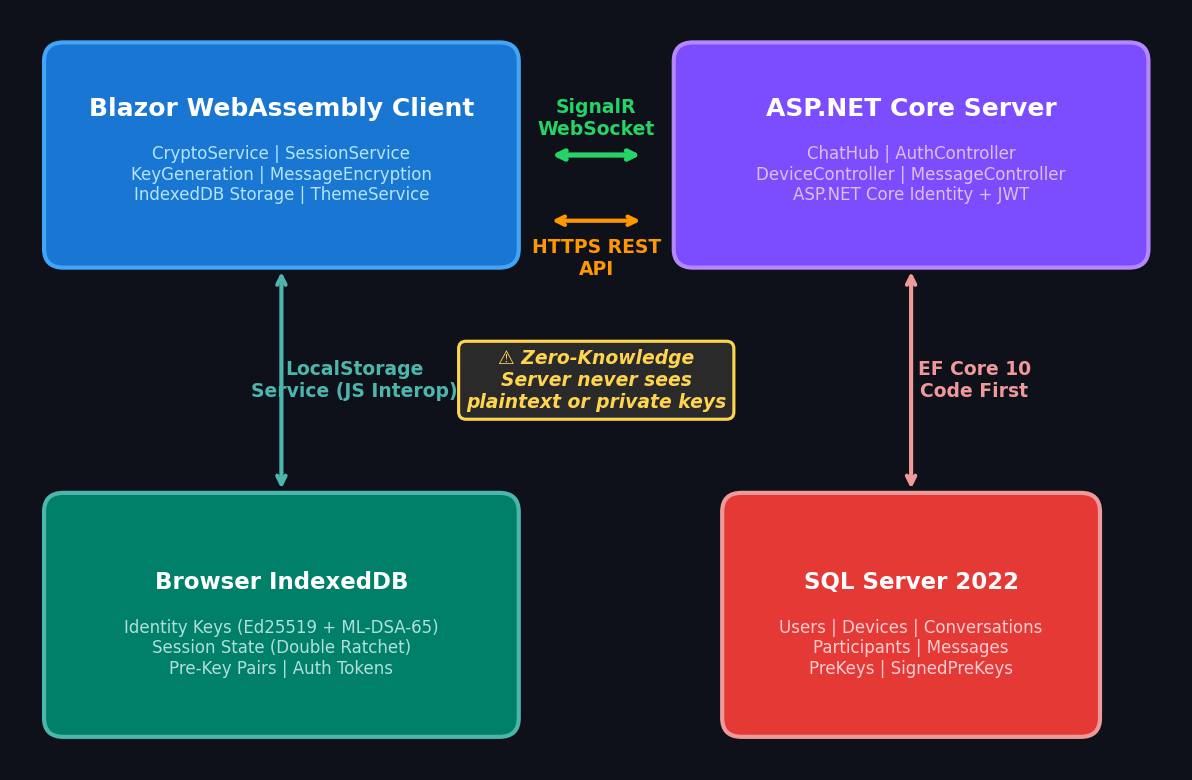 Blazor WebAssembly Client
CryptoService | SessionService
KeyGeneration | MessageEncryption
IndexedDB Storage | ThemeService
SignalR
WebSocket
HTTPS REST
API
ASP.NET Core Server
ChatHub | AuthController
DeviceController | MessageController
ASP.NET Core Identity + JWT
LocalStorage
Service (JS Interop)
⚠ Zero-Knowledge
Server never sees
plaintext or private keys
EF Core 10
Code First
Browser IndexedDB
Identity Keys (Ed25519 + ML-DSA-65)
Session State (Double Ratchet)
Pre-Key Pairs | Auth Tokens
SQL Server 2022
Users | Devices | Conversations
Participants | Messages
PreKeys | SignedPreKeys